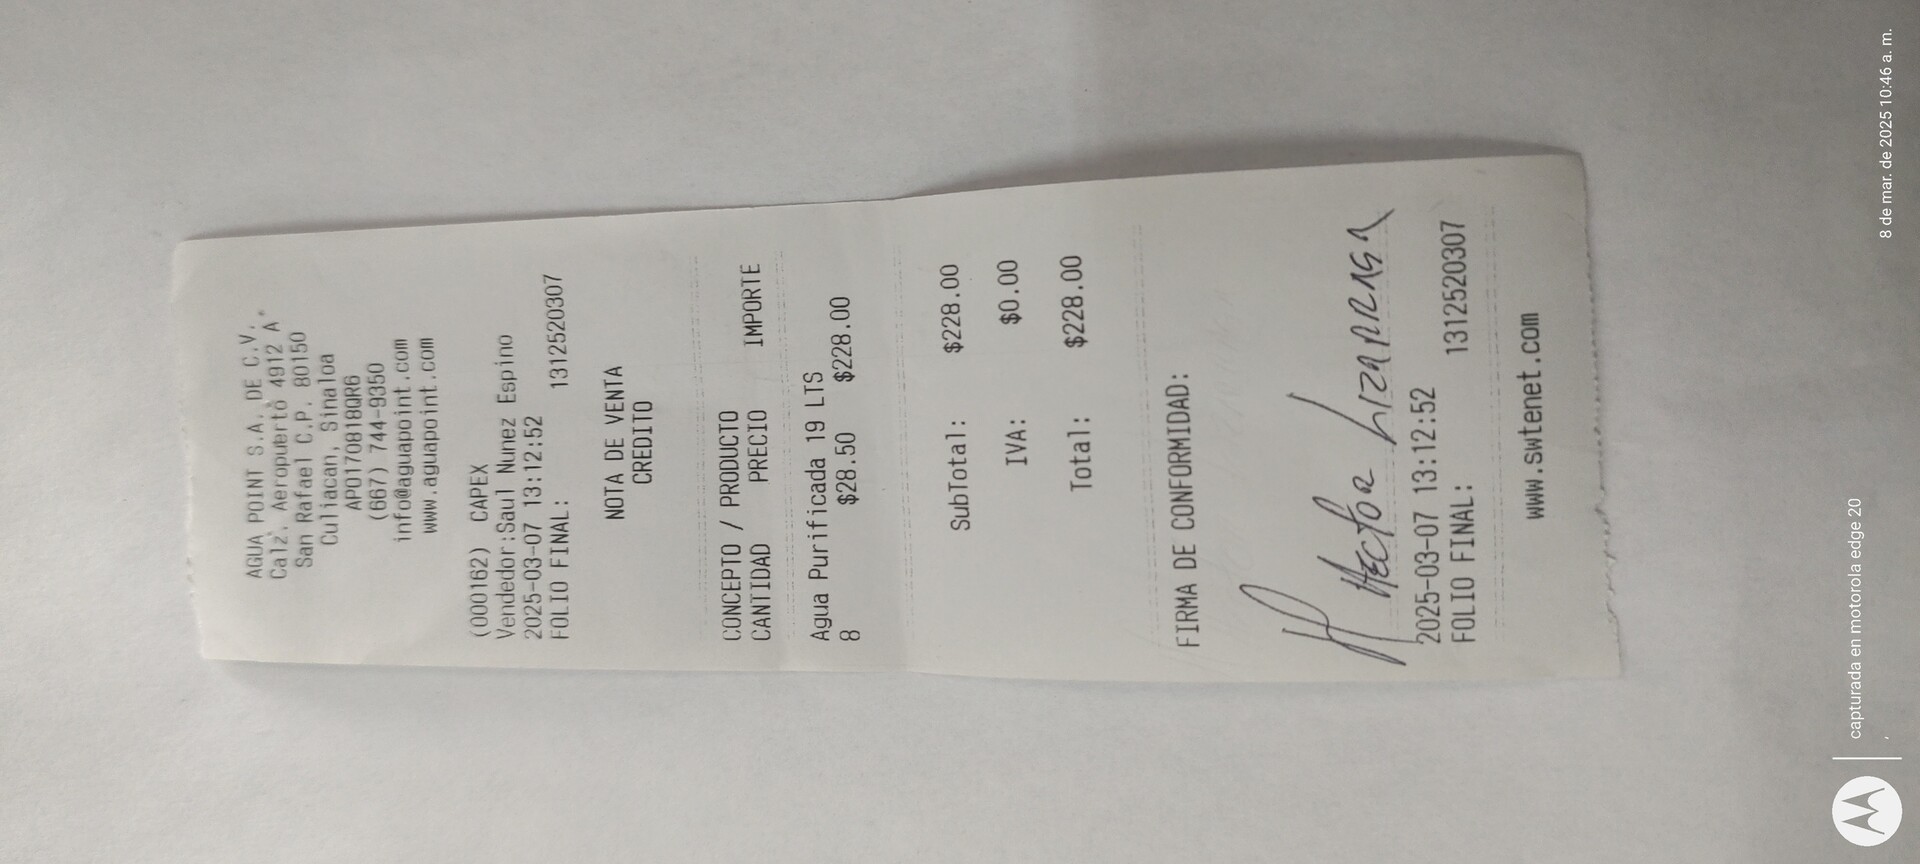 AGUA POINT S.A. DE C.V.
Calz. Aeropuerto 4912 A.
San Rafael C.P. 80150
Culiacan, Sinaloa
APO170818QR6
(667) 744-9350
info@aguapoint.com
www.aguapoint.com
(000162) CAPEX
Vendedor:Saul Nunez Espino
2025-03-07 13:12:52
FOLIO FINAL: 1312520307
NOTA DE VENTA
CREDITO
CONCEPTO / PRODUCTO
CANTIDAD PRECIO IMPORTE
Agua Purificada 19 LTS
8 $28.50 $228.00
SubTotal: $228.00
IVA: $0.00
Total: $228.00
FIRMA DE CONFORMIDAD:
Hector Lizarraga
2025-03-07 13:12:52
FOLIO FINAL: 1312520307
www.swtenet.com
capturada en motorola edge 20
8 de mar. de 2025 10:46 a. m.